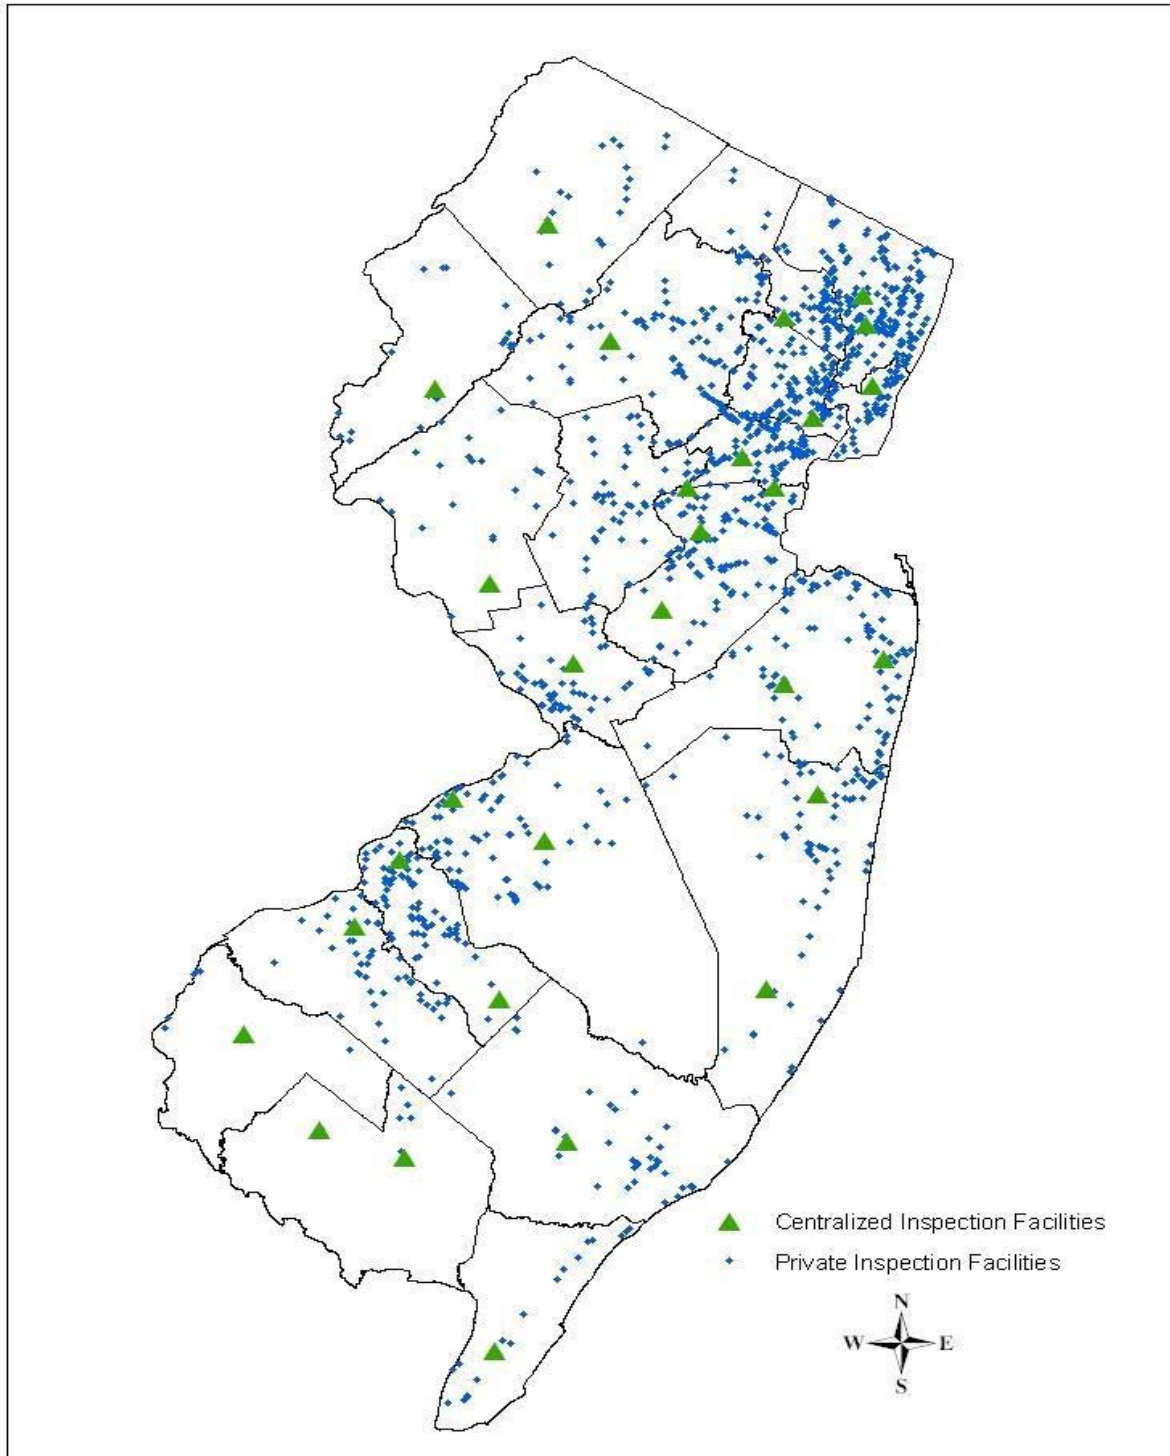 Centralized Inspection Facilities
Private Inspection Facilities
N
W E
S